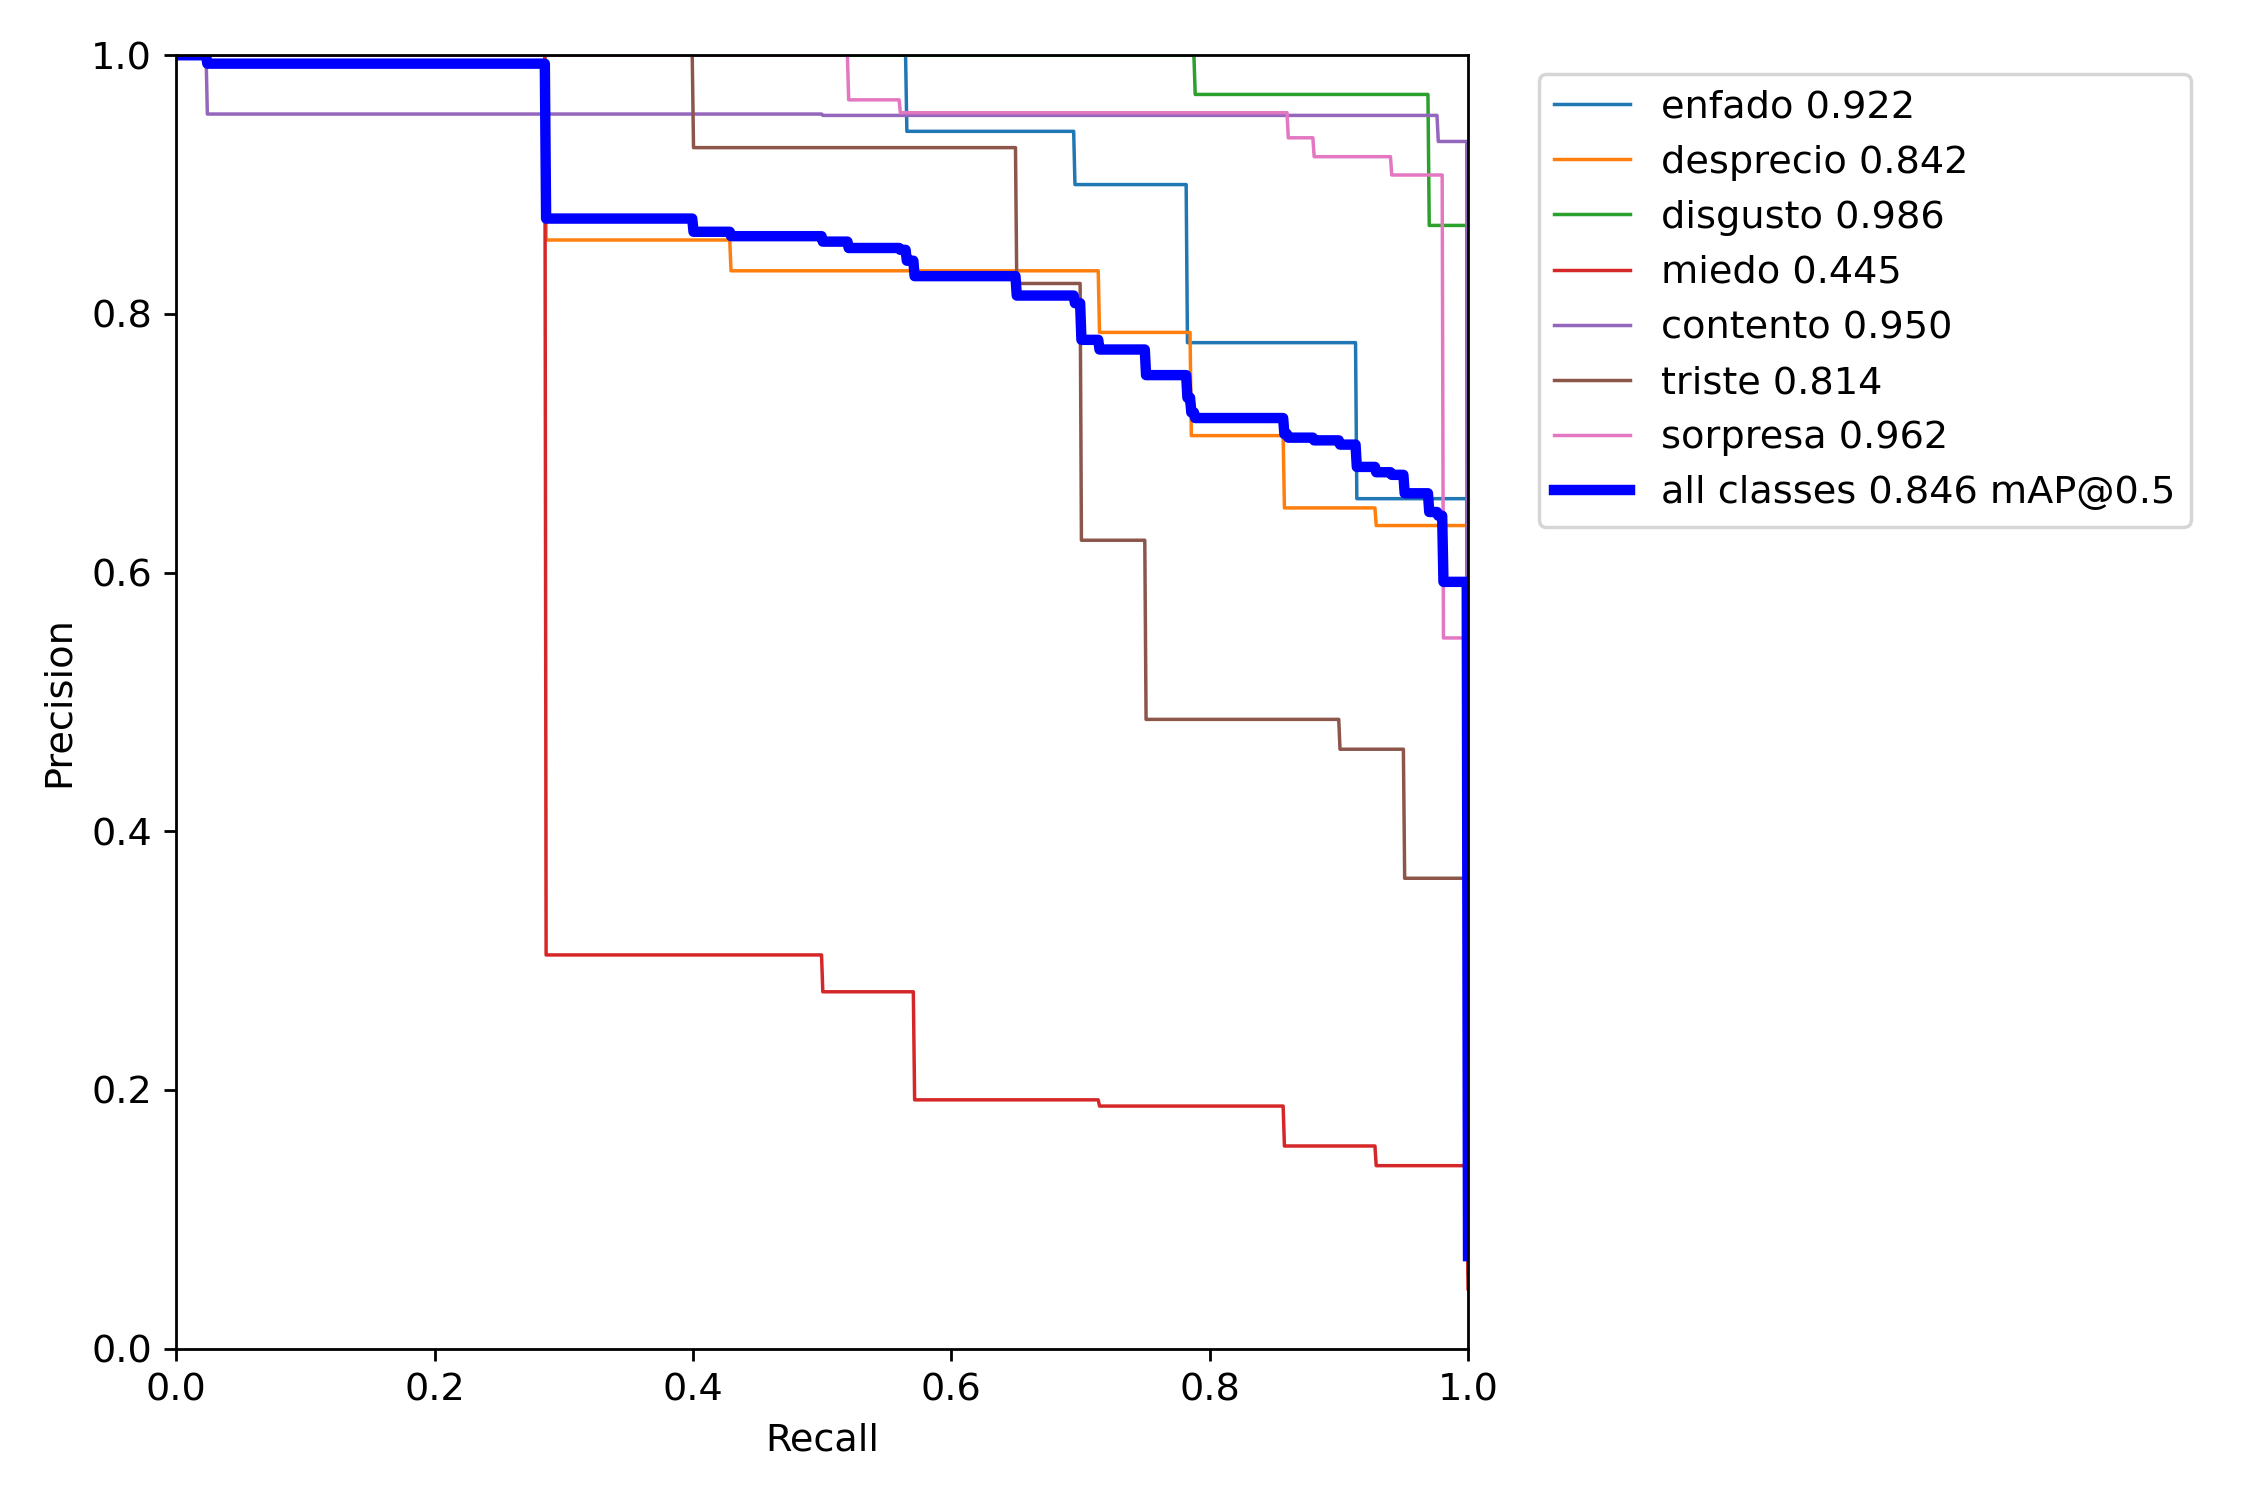 1.0
0.8
0.6
0.4
0.2
0.0
Precision
0.0 0.2 0.4 0.6 0.8 1.0
Recall
enfado 0.922
desprecio 0.842
disgusto 0.986
miedo 0.445
contento 0.950
triste 0.814
sorpresa 0.962
all classes 0.846 mAP@0.5